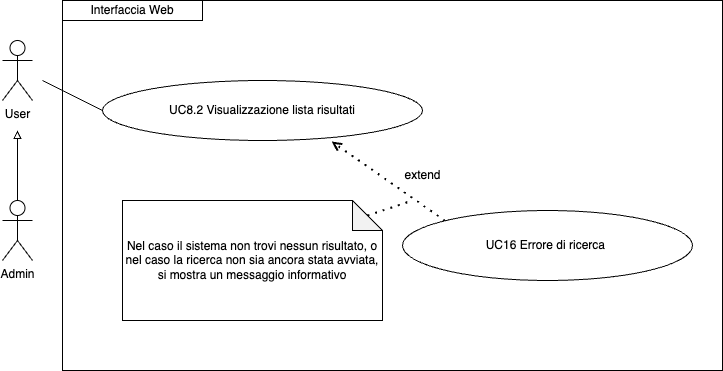 Interfaccia Web
User
UC8.2 Visualizzazione lista risultati
extend
Nel caso il sistema non trovi nessun risultato, o
nel caso la ricerca non sia ancora stata avviata,
si mostra un messaggio informativo
UC16 Errore di ricerca
Admin